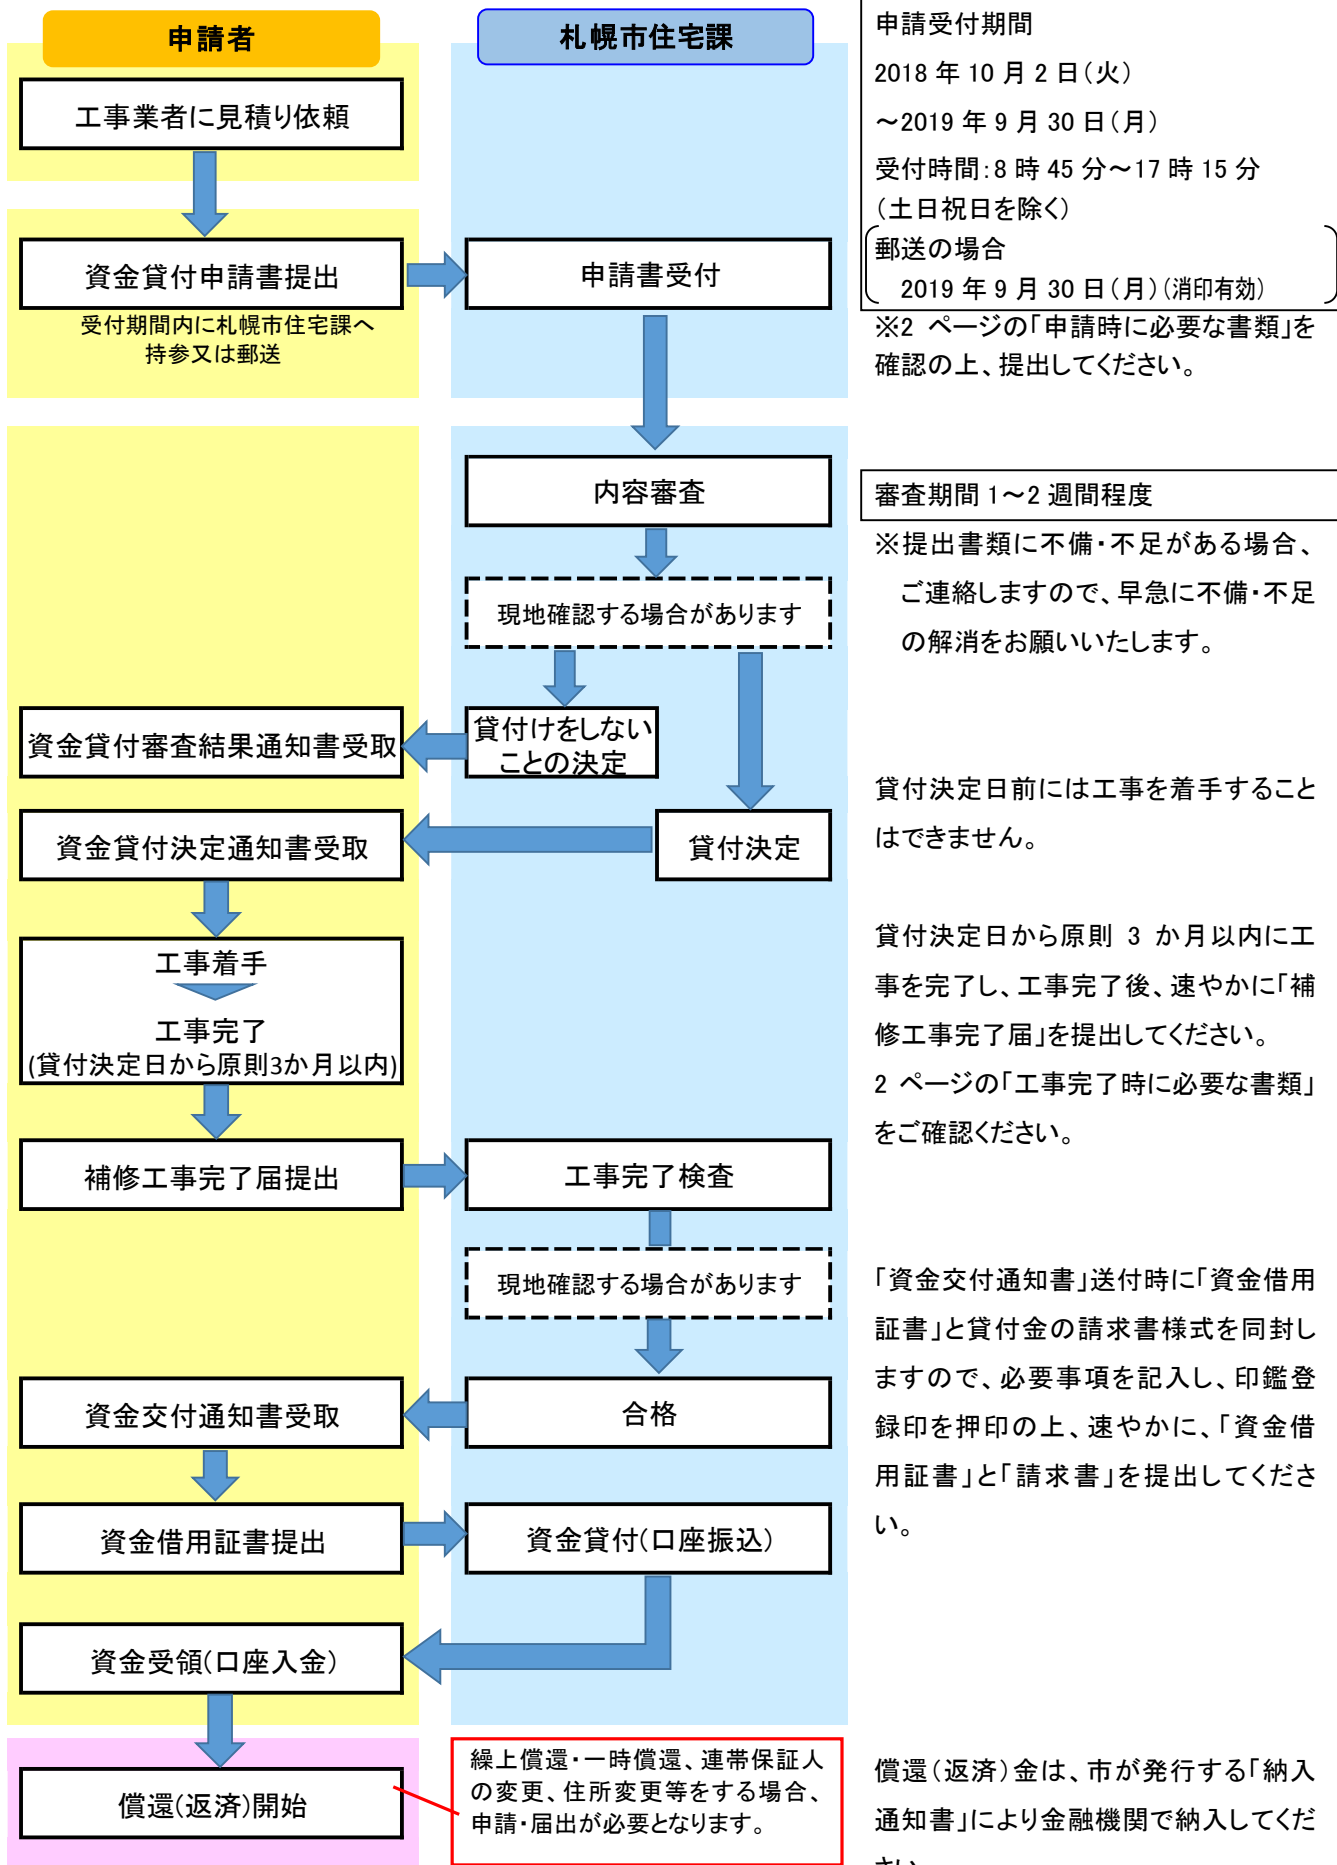 申請者
札幌市住宅課
申請受付期間
2018 年 10 月 2 日(火)
～2019 年 9 月 30 日(月)
受付時間:8 時 45 分～17 時 15 分
(土日祝日を除く)
郵送の場合
2019 年 9 月 30 日(月)(消印有効)
※2 ページの「申請時に必要な書類」を
確認の上、提出してください。
工事業者に見積り依頼
資金貸付申請書提出
申請書受付
受付期間内に札幌市住宅課へ
持参又は郵送
内容審査
審査期間 1～2 週間程度
※提出書類に不備・不足がある場合、
ご連絡しますので、早急に不備・不足
の解消をお願いいたします。
現地確認する場合があります
資金貸付審査結果通知書受取
貸付けをしない
ことの決定
貸付決定日前には工事を着手すること
はできません。
資金貸付決定通知書受取
貸付決定
工事着手
工事完了
(貸付決定日から原則3か月以内)
貸付決定日から原則 3 か月以内に工
事を完了し、工事完了後、速やかに「補
修工事完了届」を提出してください。
2 ページの「工事完了時に必要な書類」
をご確認ください。
補修工事完了届提出
工事完了検査
現地確認する場合があります
「資金交付通知書」送付時に「資金借用
証書」と貸付金の請求書様式を同封し
ますので、必要事項を記入し、印鑑登
録印を押印の上、速やかに、「資金借
用証書」と「請求書」を提出してくださ
い。
資金交付通知書受取
合格
資金借用証書提出
資金貸付(口座振込)
資金受領(口座入金)
償還(返済)開始
繰上償還・一時償還、連帯保証人
の変更、住所変更等をする場合、
申請・届出が必要となります。
償還(返済)金は、市が発行する「納入
通知書」により金融機関で納入してくだ